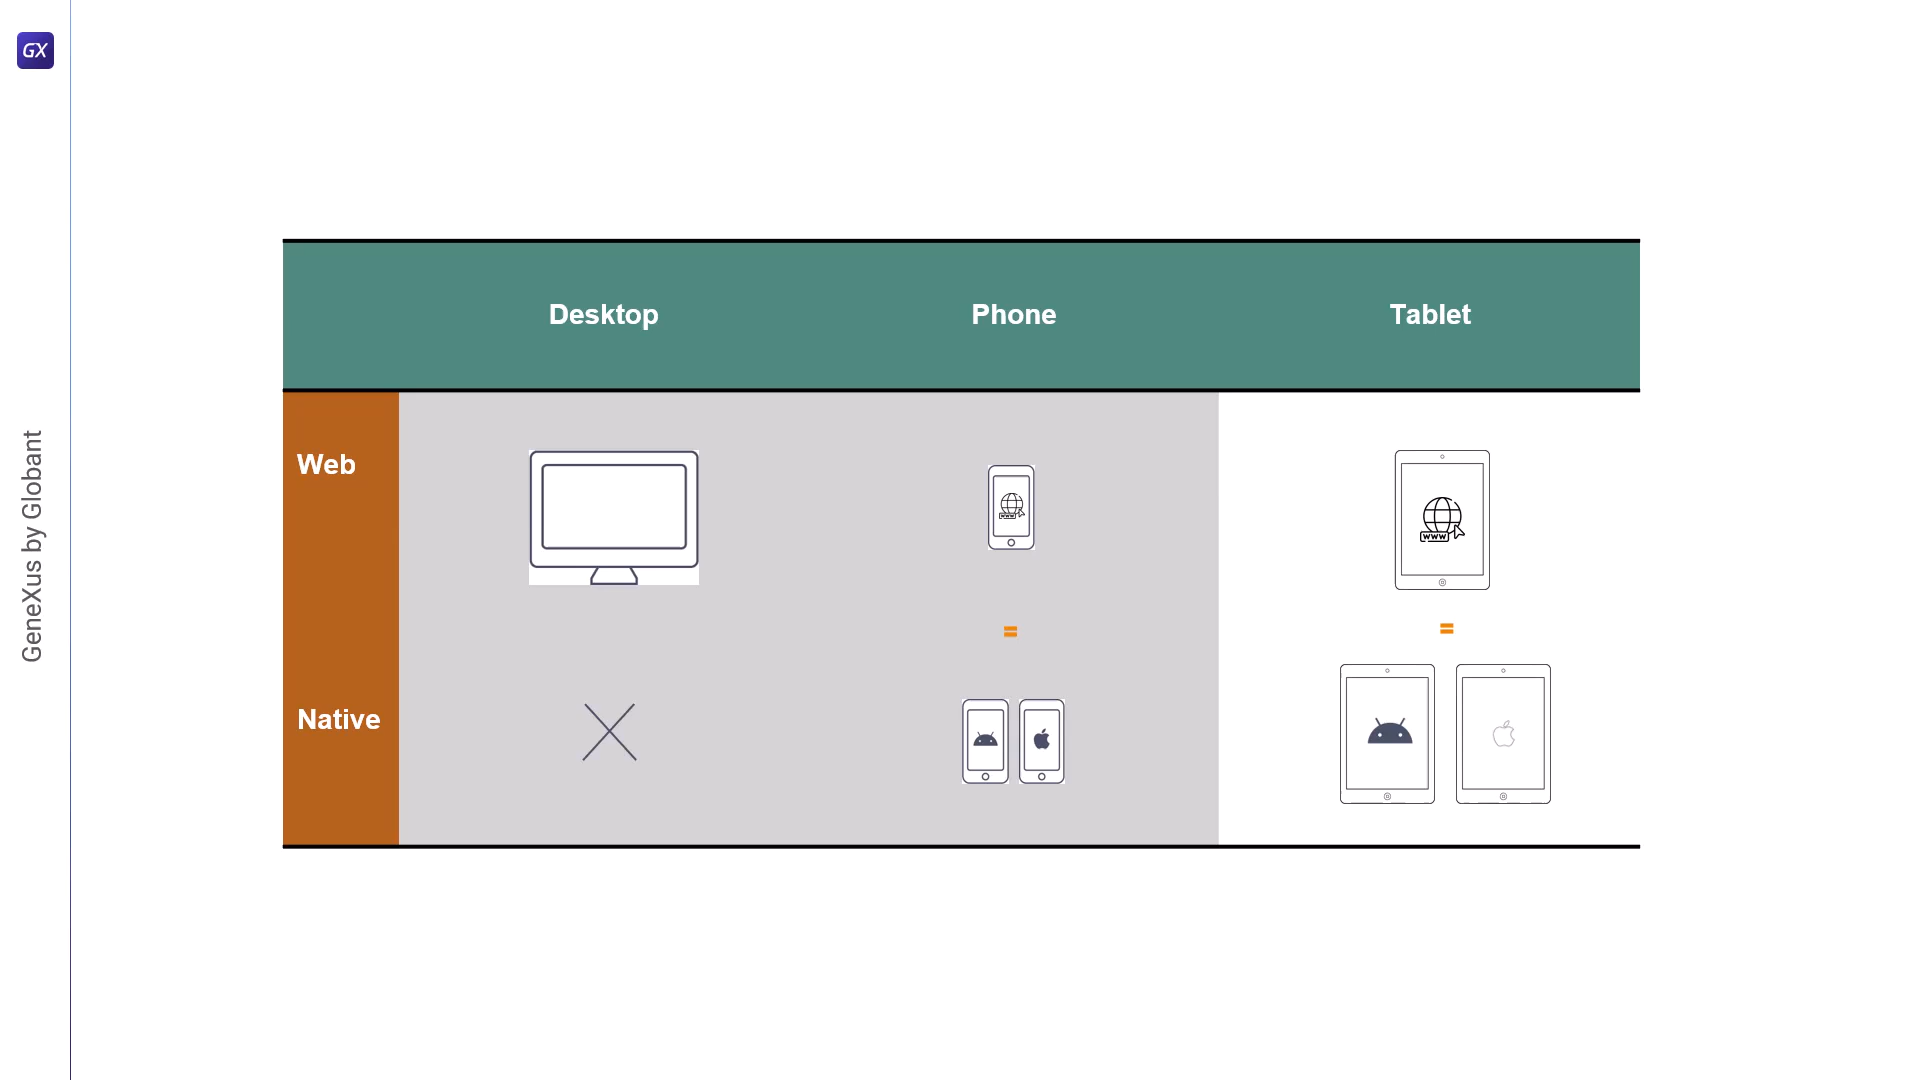 GX
GeneXus by Globant
Desktop
Phone
Tablet
Web
www
www
=
=
Native